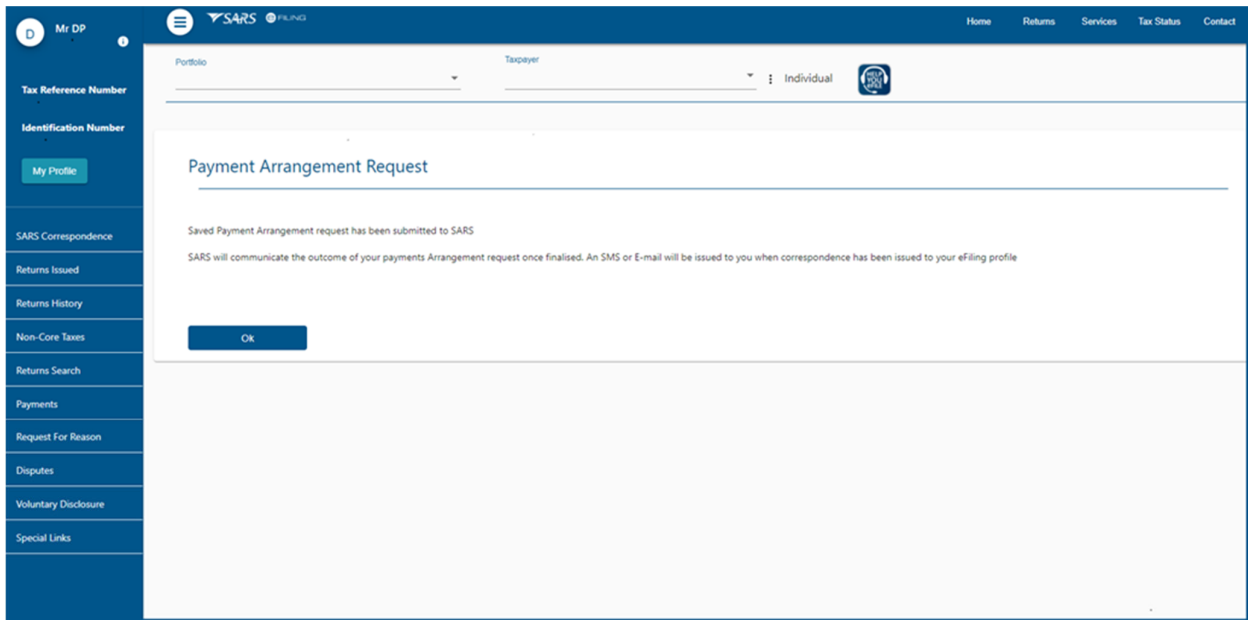 D
Mr DP
Tax Reference Number
Identification Number
My Profile
SARS Correspondence
Returns Issued
Returns History
Non-Core Taxes
Returns Search
Payments
Request For Reason
Disputes
Voluntary Disclosure
Special Links
SARS eFILING
Home Returns Services Tax Status Contact
Portfolio Taxpayer
Individual
HELP YOU eFILE
Payment Arrangement Request
Saved Payment Arrangement request has been submitted to SARS
SARS will communicate the outcome of your payments Arrangement request once finalised. An SMS or E-mail will be issued to you when correspondence has been issued to your eFiling profile
Ok